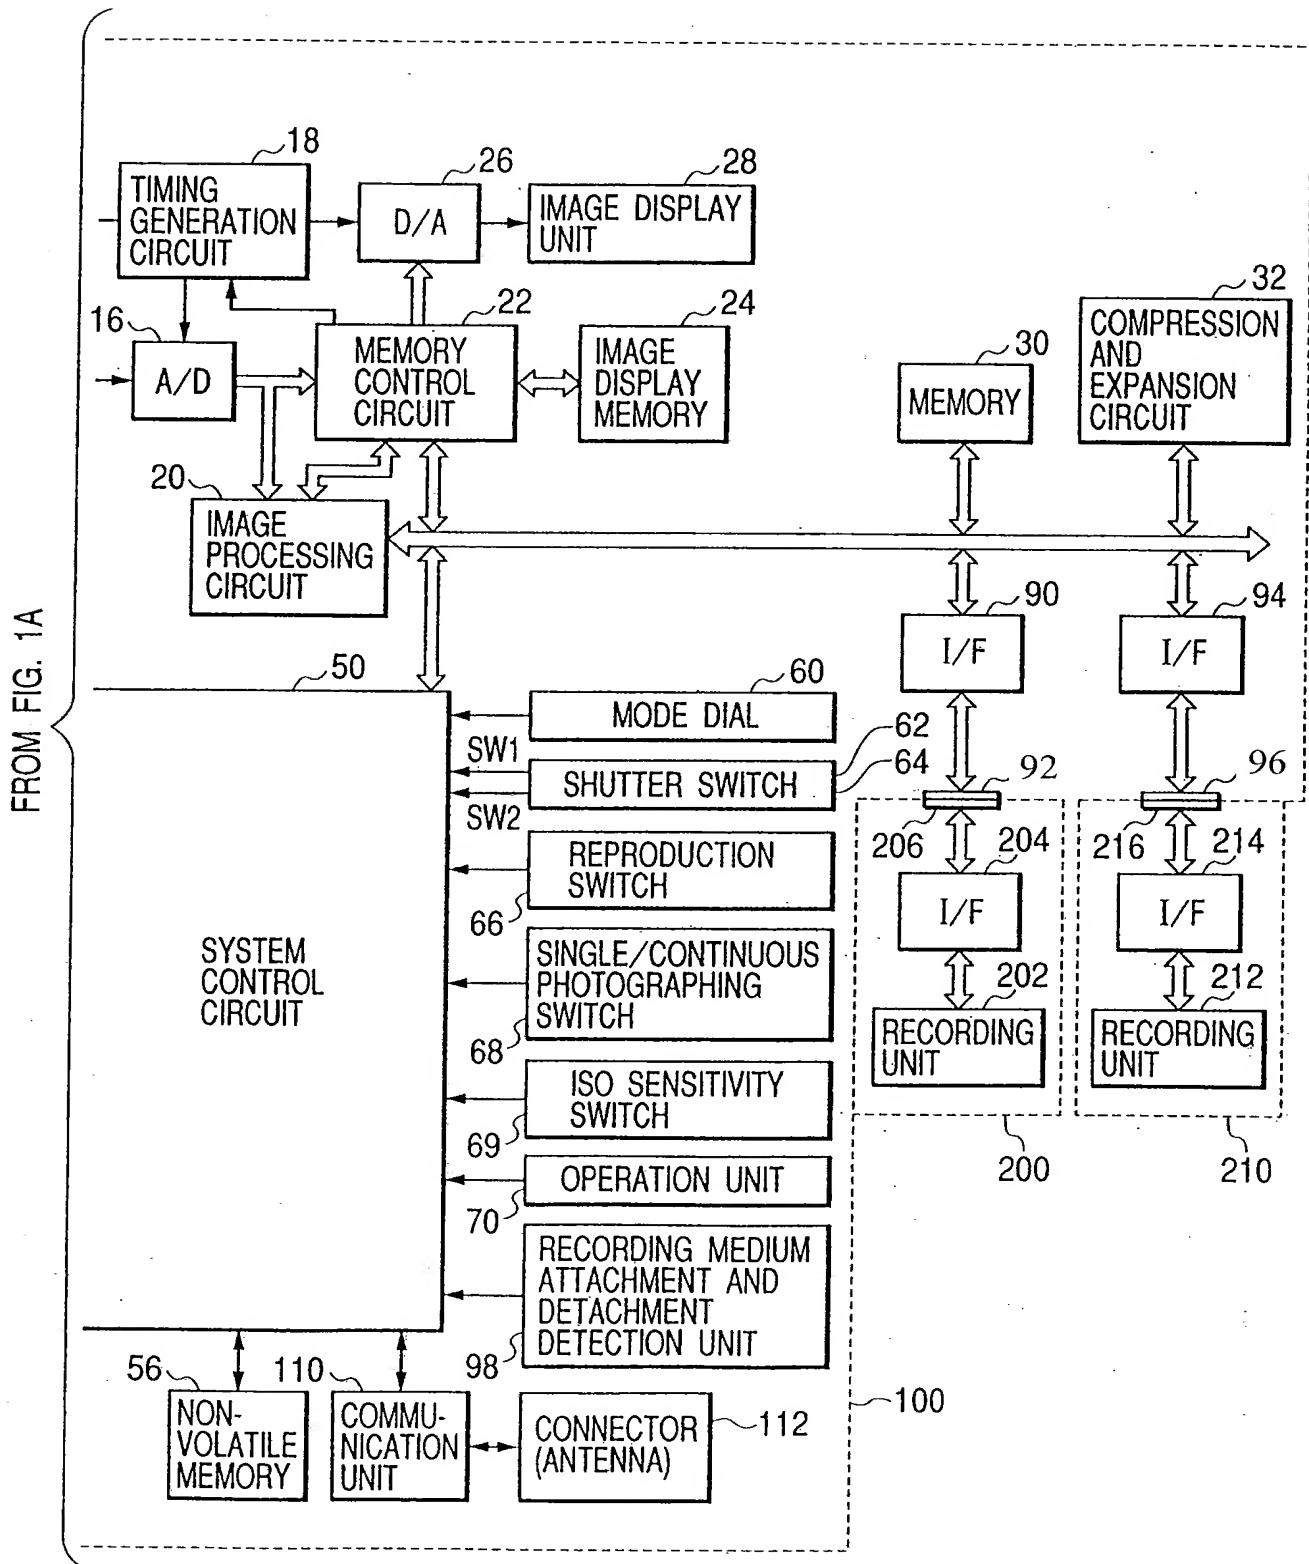 FROM FIG. 1A
18
TIMING
GENERATION
CIRCUIT
26
D/A
28
IMAGE DISPLAY
UNIT
16
A/D
22
MEMORY
CONTROL
CIRCUIT
24
IMAGE
DISPLAY
MEMORY
30
MEMORY
32
COMPRESSION
AND
EXPANSION
CIRCUIT
20
IMAGE
PROCESSING
CIRCUIT
90
I/F
94
I/F
50
SYSTEM
CONTROL
CIRCUIT
60
MODE DIAL
SW1
62
SHUTTER SWITCH
64
SW2
92
96
206
204
I/F
216
214
I/F
REPRODUCTION
SWITCH
66
SINGLE/CONTINUOUS
PHOTOGRAPHING
SWITCH
68
202
RECORDING
UNIT
212
RECORDING
UNIT
ISO SENSITIVITY
SWITCH
69
200
210
OPERATION UNIT
70
RECORDING MEDIUM
ATTACHMENT AND
DETACHMENT
DETECTION UNIT
98
100
56
NON-
VOLATILE
MEMORY
110
COMMU-
NICATION
UNIT
CONNECTOR
(ANTENNA)
112